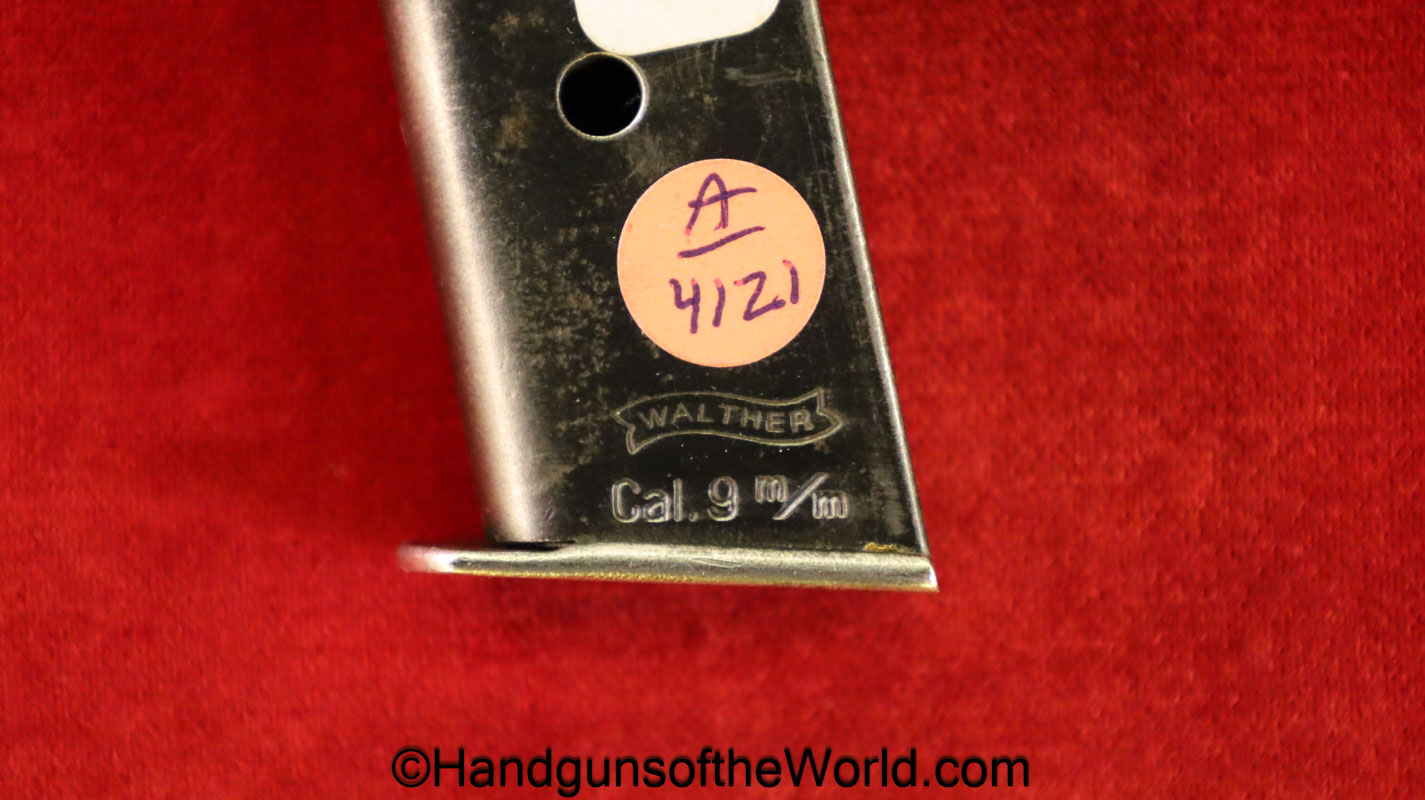 A
4121
WALTHER
Cal. 9 m/m
©HandgunsoftheWorld.com